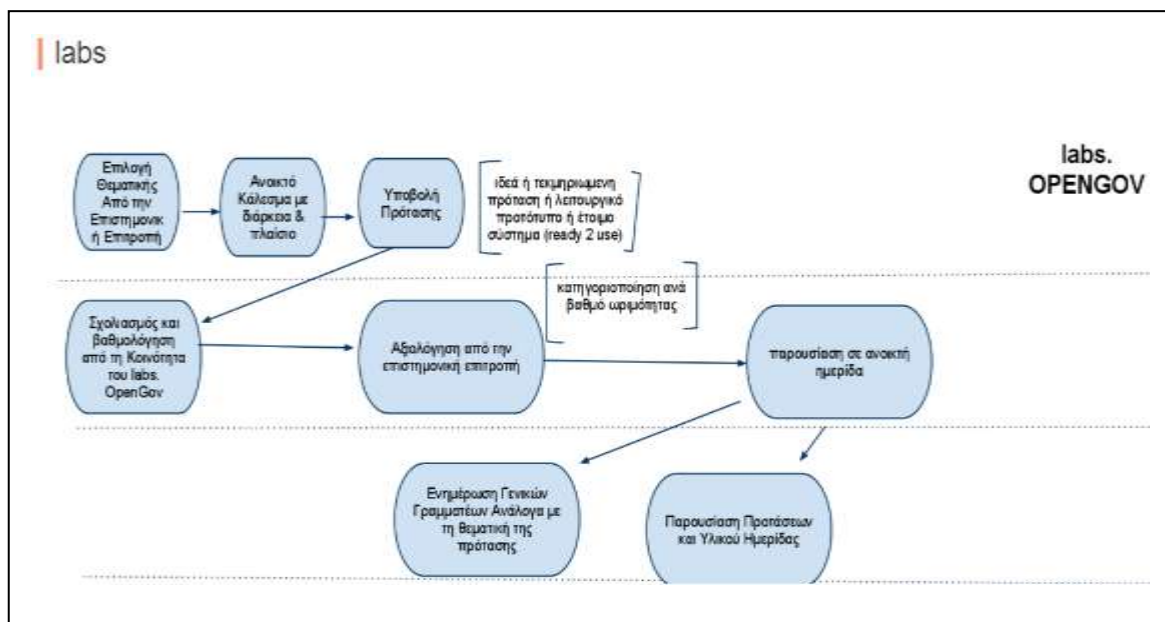 labs
labs.
OPENGOV
Επιλογή
Θεματικής
Από την
Επιστημονικ
ή Επιτροπή
Ανοικτό
Κάλεσμα με
διάρκεια &
πλαίσιο
Υποβολή
Πρότασης
ιδεά ή τεκμηριωμενη
πρόταση ή λειτουργικό
πρατότυπο ή έτοιμο
σύστημα (ready 2 use)
κατηγοριοποίηση ανά
βαθμό ωριμότητας
Σχολιασμός και
βαθμολόγηση
από τη Κοινότητα
του labs.
OpenGov
Αξιολόγηση από την
επιστημονική επιτροπή
παρουσίαση σε ανοικτή
ημερίδα
Ενημέρωση Γενικών
Γραμματέων Ανάλογα με
τη θεματική της
πρότασης
Παρουσίαση Προτάσεων
και Υλικού Ημερίδας